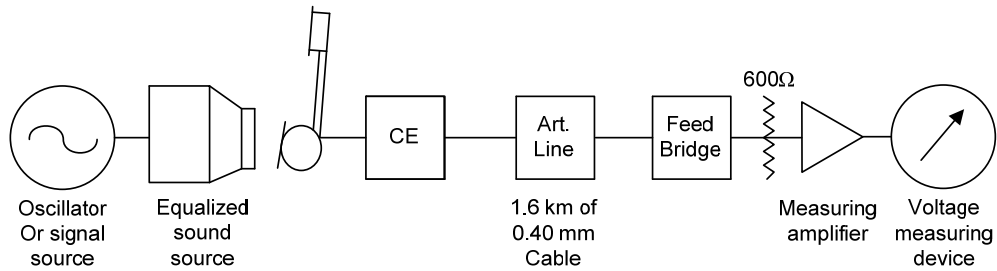 600Ω
CE
Art.
Line
Feed
Bridge
Oscillator
Or signal
source
Equalized
sound
source
1.6 km of
0.40 mm
Cable
Measuring
amplifier
Voltage
measuring
device